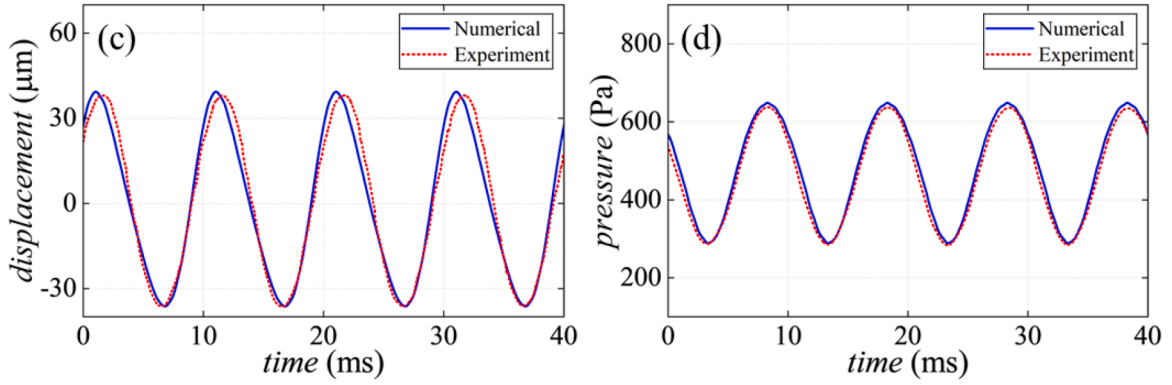 (c)
Numerical
Experiment
60
30
0
-30
displacement (μm)
0 10 20 30 40
time (ms)
(d)
Numerical
Experiment
800
600
400
200
pressure (Pa)
0 10 20 30 40
time (ms)